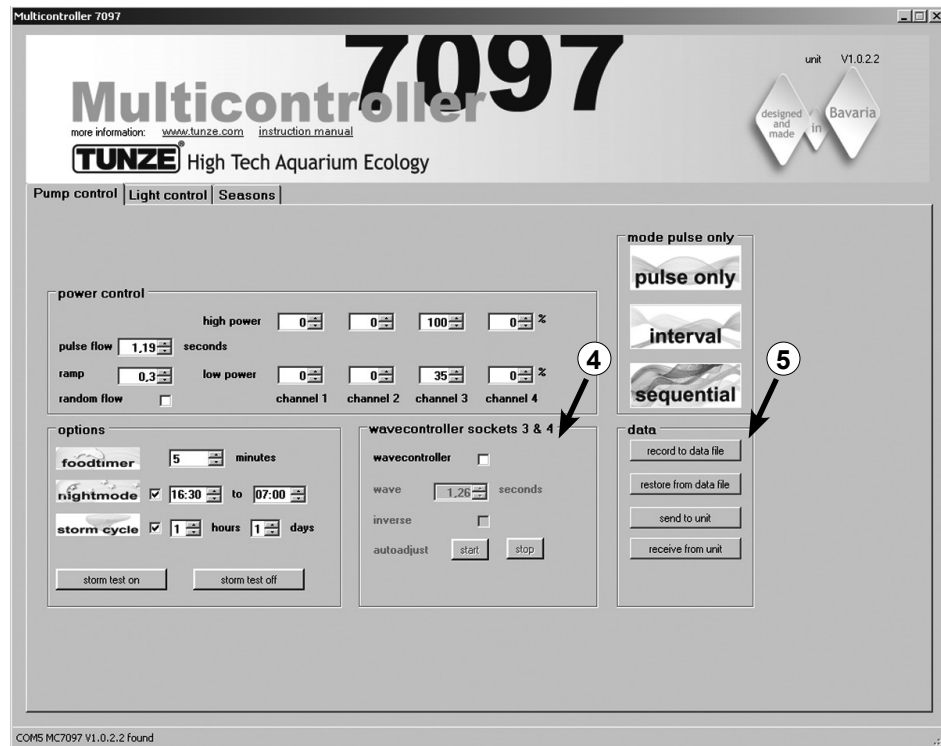 Multicontroller 7097
7097
unit V1.0.2.2
Multicontroller
designed and made in Bavaria
more information: www.tunze.com instruction manual
TUNZE® High Tech Aquarium Ecology
Pump control Light control Seasons
mode pulse only
pulse only
power control
high power 0 0 100 0 %
interval
pulse flow 1,19 seconds
ramp 0,3 low power 0 0 35 0 %
4
5
sequential
random flow channel 1 channel 2 channel 3 channel 4
options
foodtimer 5 minutes
nightmode 16:30 to 07:00
storm cycle 1 hours 1 days
storm test on storm test off
wavecontroller sockets 3 & 4
wavecontroller
wave 1,26 seconds
inverse
autoadjust start stop
data
record to data file
restore from data file
send to unit
receive from unit
COM5 MC7097 V1.0.2.2 found